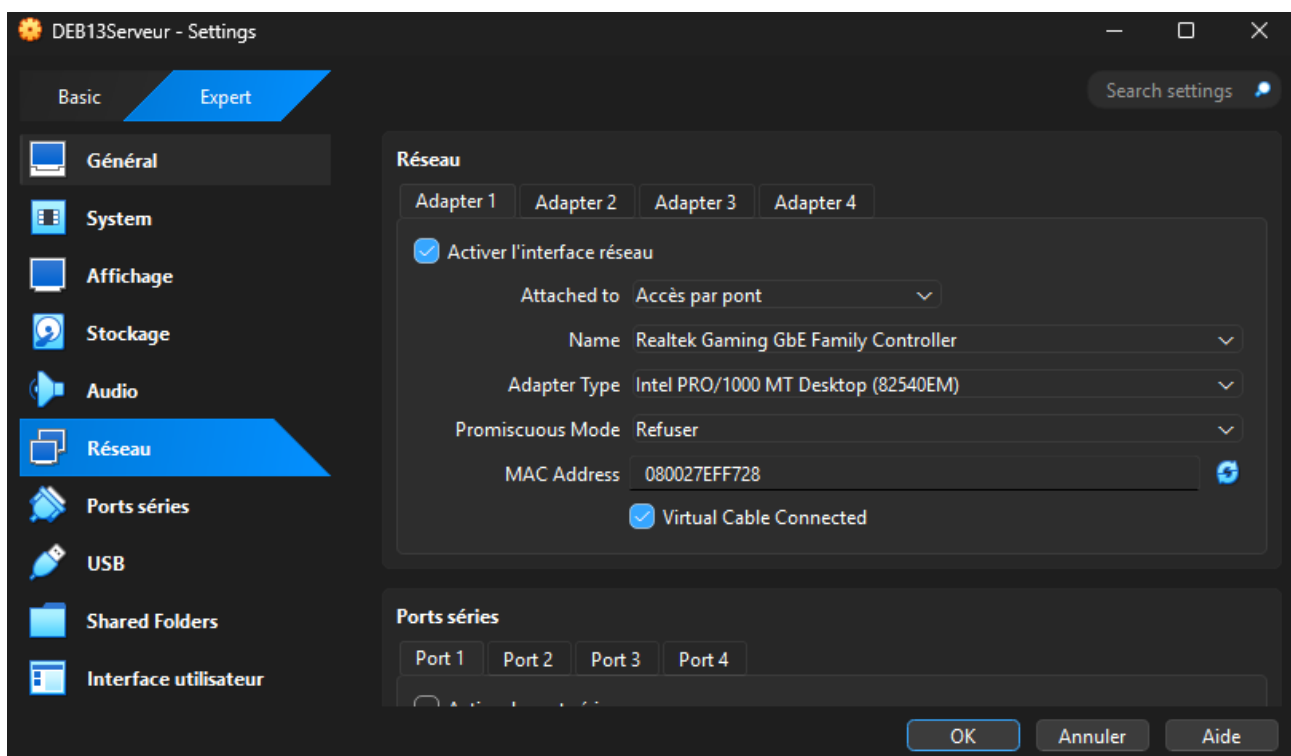 DEB13Serveur - Settings
Basic
Expert
Search settings
Général
System
Affichage
Stockage
Audio
Réseau
Ports séries
USB
Shared Folders
Interface utilisateur
Réseau
Adapter 1 Adapter 2 Adapter 3 Adapter 4
Activer l'interface réseau
Attached to Accès par pont
Name Realtek Gaming GbE Family Controller
Adapter Type Intel PRO/1000 MT Desktop (82540EM)
Promiscuous Mode Refuser
MAC Address 080027EFF728
Virtual Cable Connected
Ports séries
Port 1 Port 2 Port 3 Port 4
OK Annuler Aide